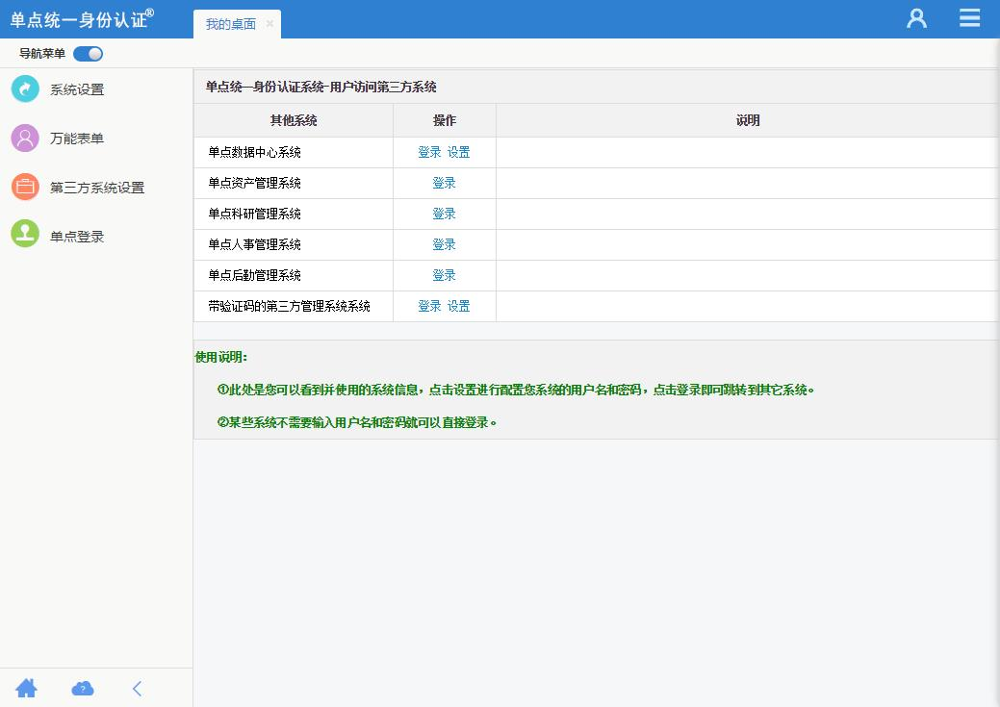 单点统一身份认证®
我的桌面 ×
导航菜单
系统设置
万能表单
第三方系统设置
单点登录
单点统一身份认证系统-用户访问第三方系统
其他系统 操作 说明
单点数据中心系统 登录 设置
单点资产管理系统 登录
单点科研管理系统 登录
单点人事管理系统 登录
单点后勤管理系统 登录
带验证码的第三方管理系统系统 登录 设置
使用说明：
①此处是您可以看到并使用的系统信息，点击设置进行配置您系统的用户名和密码，点击登录即可跳转到其它系统。
②某些系统不需要输入用户名和密码就可以直接登录。
?